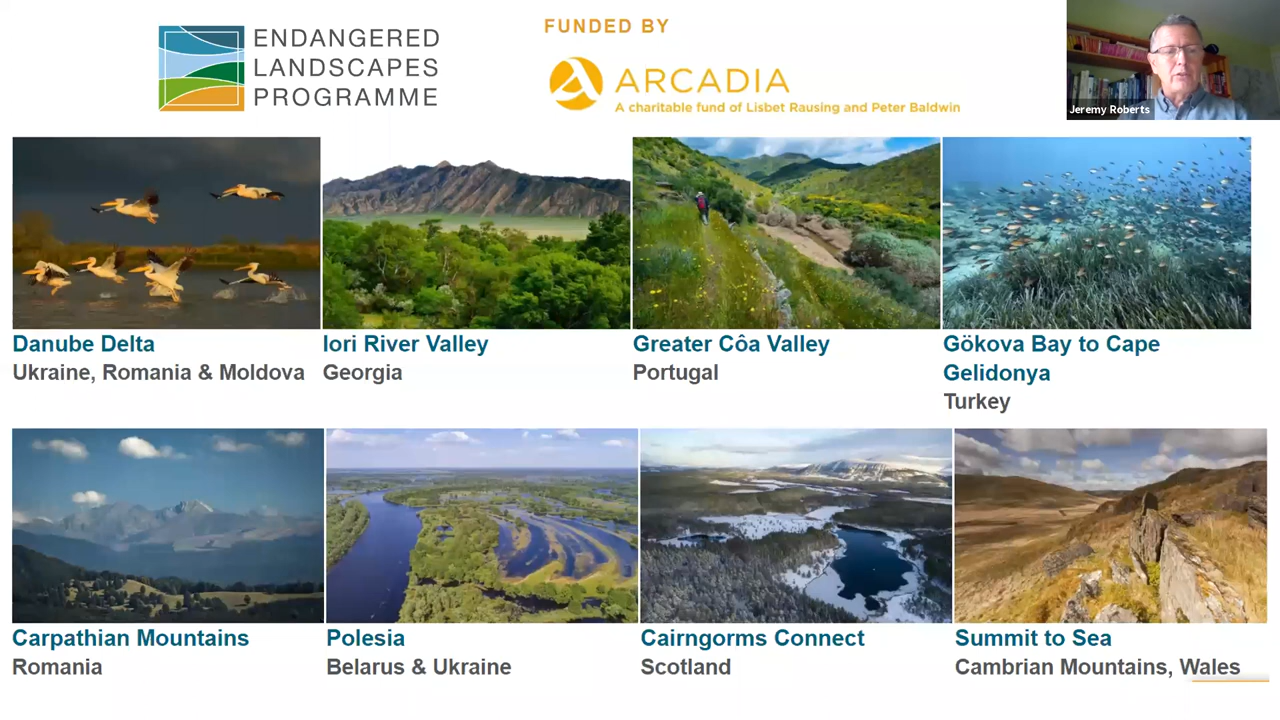 ENDANGERED
LANDSCAPES
PROGRAMME
FUNDED BY
ARCADIA
A charitable fund of Lisbet Rausing and Peter Baldwin
Jeremy Roberts
Danube Delta
Ukraine, Romania & Moldova
Iori River Valley
Georgia
Greater Côa Valley
Portugal
Gökova Bay to Cape
Gelidonya
Turkey
Carpathian Mountains
Romania
Polesia
Belarus & Ukraine
Cairngorms Connect
Scotland
Summit to Sea
Cambrian Mountains, Wales